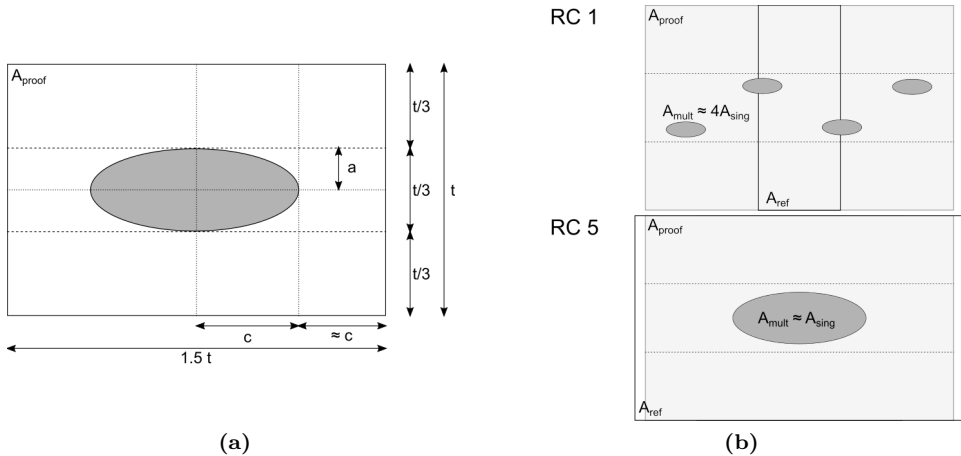 A_proof
t/3
a
t/3
t
t/3
c
≈ c
1.5 t
(a)
RC 1
A_proof
A_mult ≈ 4A_sing
A_ref
RC 5
A_proof
A_mult ≈ A_sing
A_ref
(b)